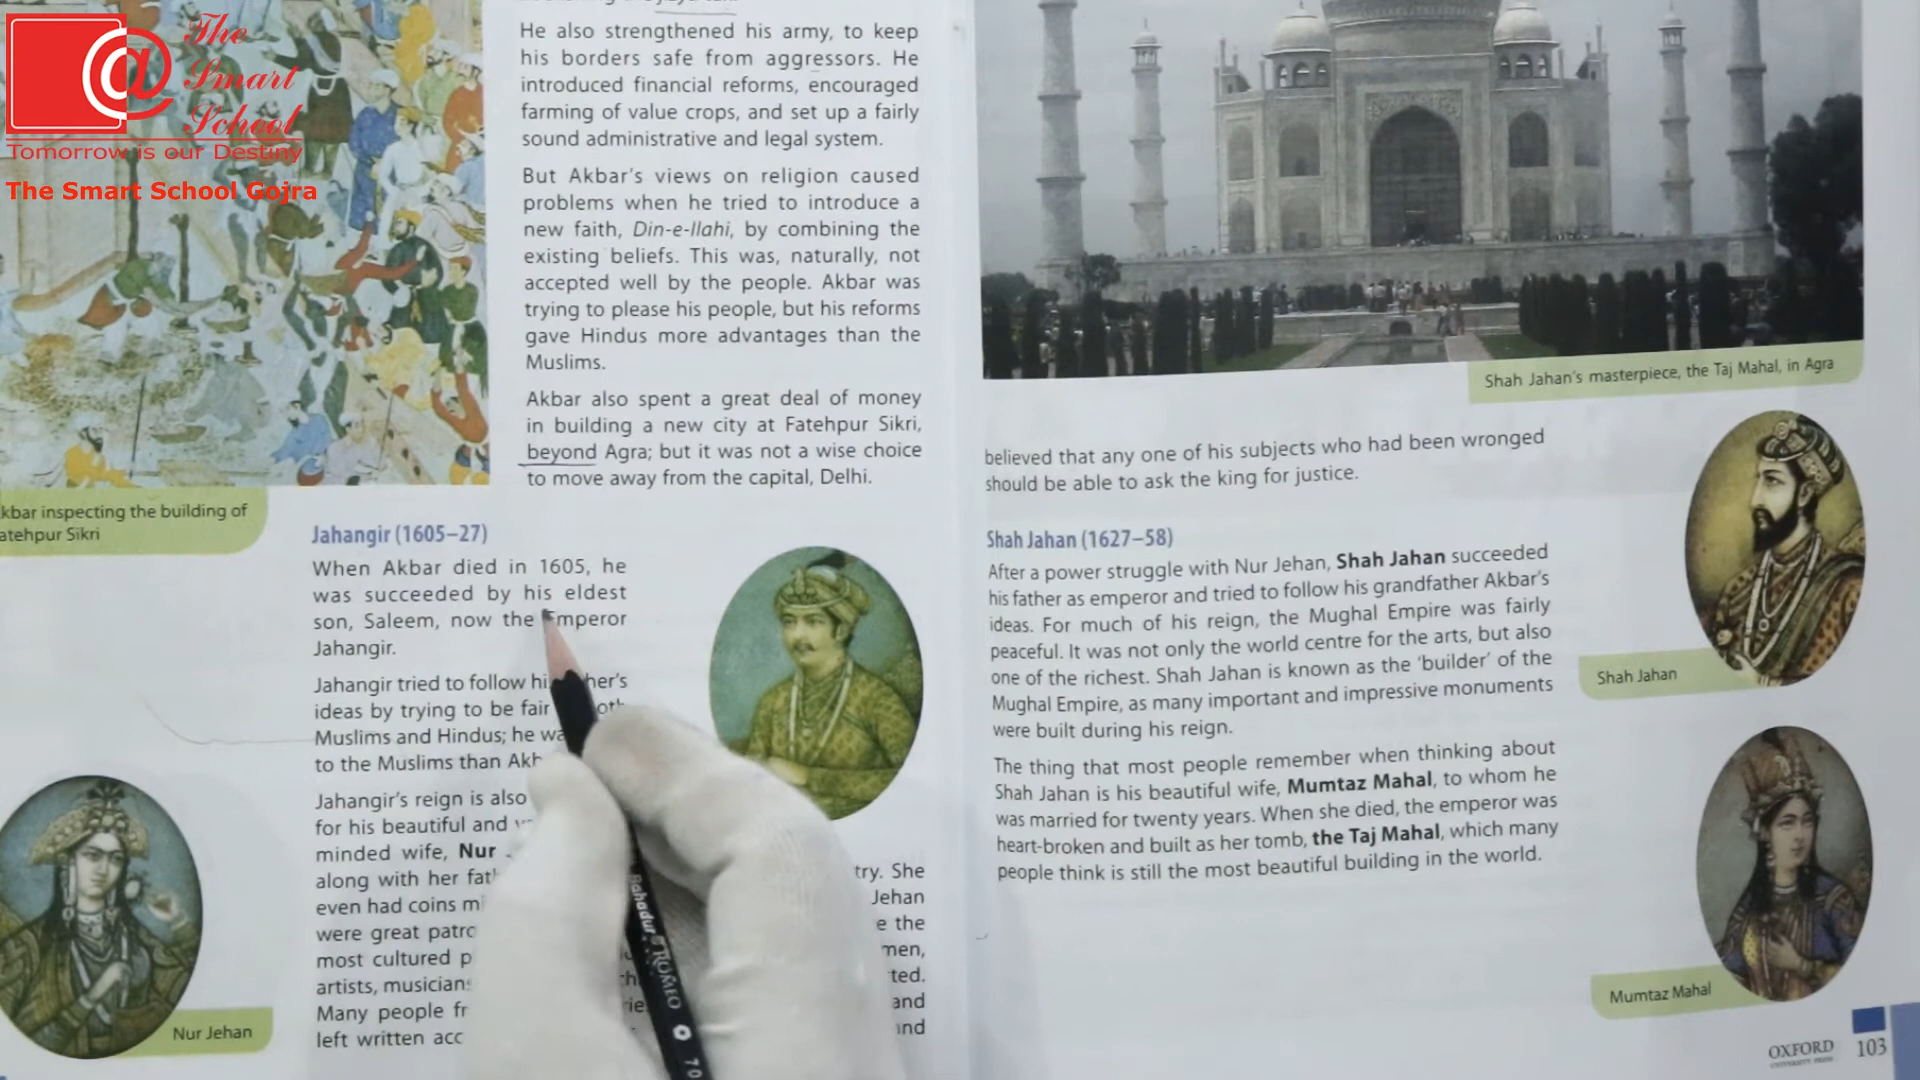 The
Smart
School
Tomorrow is our Destiny
The Smart School Gojra
He also strengthened his army, to keep
his borders safe from aggressors. He
introduced financial reforms, encouraged
farming of value crops, and set up a fairly
sound administrative and legal system.
But Akbar's views on religion caused
problems when he tried to introduce a
new faith, Din-e-Ilahi, by combining the
existing beliefs. This was, naturally, not
accepted well by the people. Akbar was
trying to please his people, but his reforms
gave Hindus more advantages than the
Muslims.
Akbar also spent a great deal of money
in building a new city at Fatehpur Sikri,
beyond Agra; but it was not a wise choice
to move away from the capital, Delhi.
kbar inspecting the building of
atehpur Sikri
Jahangir (1605–27)
When Akbar died in 1605, he
was succeeded by his eldest
son, Saleem, now the Emperor
Jahangir.
Jahangir tried to follow hi her's
ideas by trying to be fair oth
Muslims and Hindus; he wa
to the Muslims than Akb
Jahangir's reign is also
for his beautiful and
minded wife, Nur
along with her fat
even had coins mi
were great patro
most cultured p
artists, musicians
Many people fr
left written acc
try. She
Jehan
e the
men,
ted.
and
and
Nur Jehan
Bahadur ROMEO 70
Shah Jahan's masterpiece, the Taj Mahal, in Agra
believed that any one of his subjects who had been wronged
should be able to ask the king for justice.
Shah Jahan (1627–58)
After a power struggle with Nur Jehan, Shah Jahan succeeded
his father as emperor and tried to follow his grandfather Akbar's
ideas. For much of his reign, the Mughal Empire was fairly
peaceful. It was not only the world centre for the arts, but also
one of the richest. Shah Jahan is known as the 'builder' of the
Mughal Empire, as many important and impressive monuments
were built during his reign.
The thing that most people remember when thinking about
Shah Jahan is his beautiful wife, Mumtaz Mahal, to whom he
was married for twenty years. When she died, the emperor was
heart-broken and built as her tomb, the Taj Mahal, which many
people think is still the most beautiful building in the world.
Shah Jahan
Mumtaz Mahal
OXFORD
UNIVERSITY PRESS
103